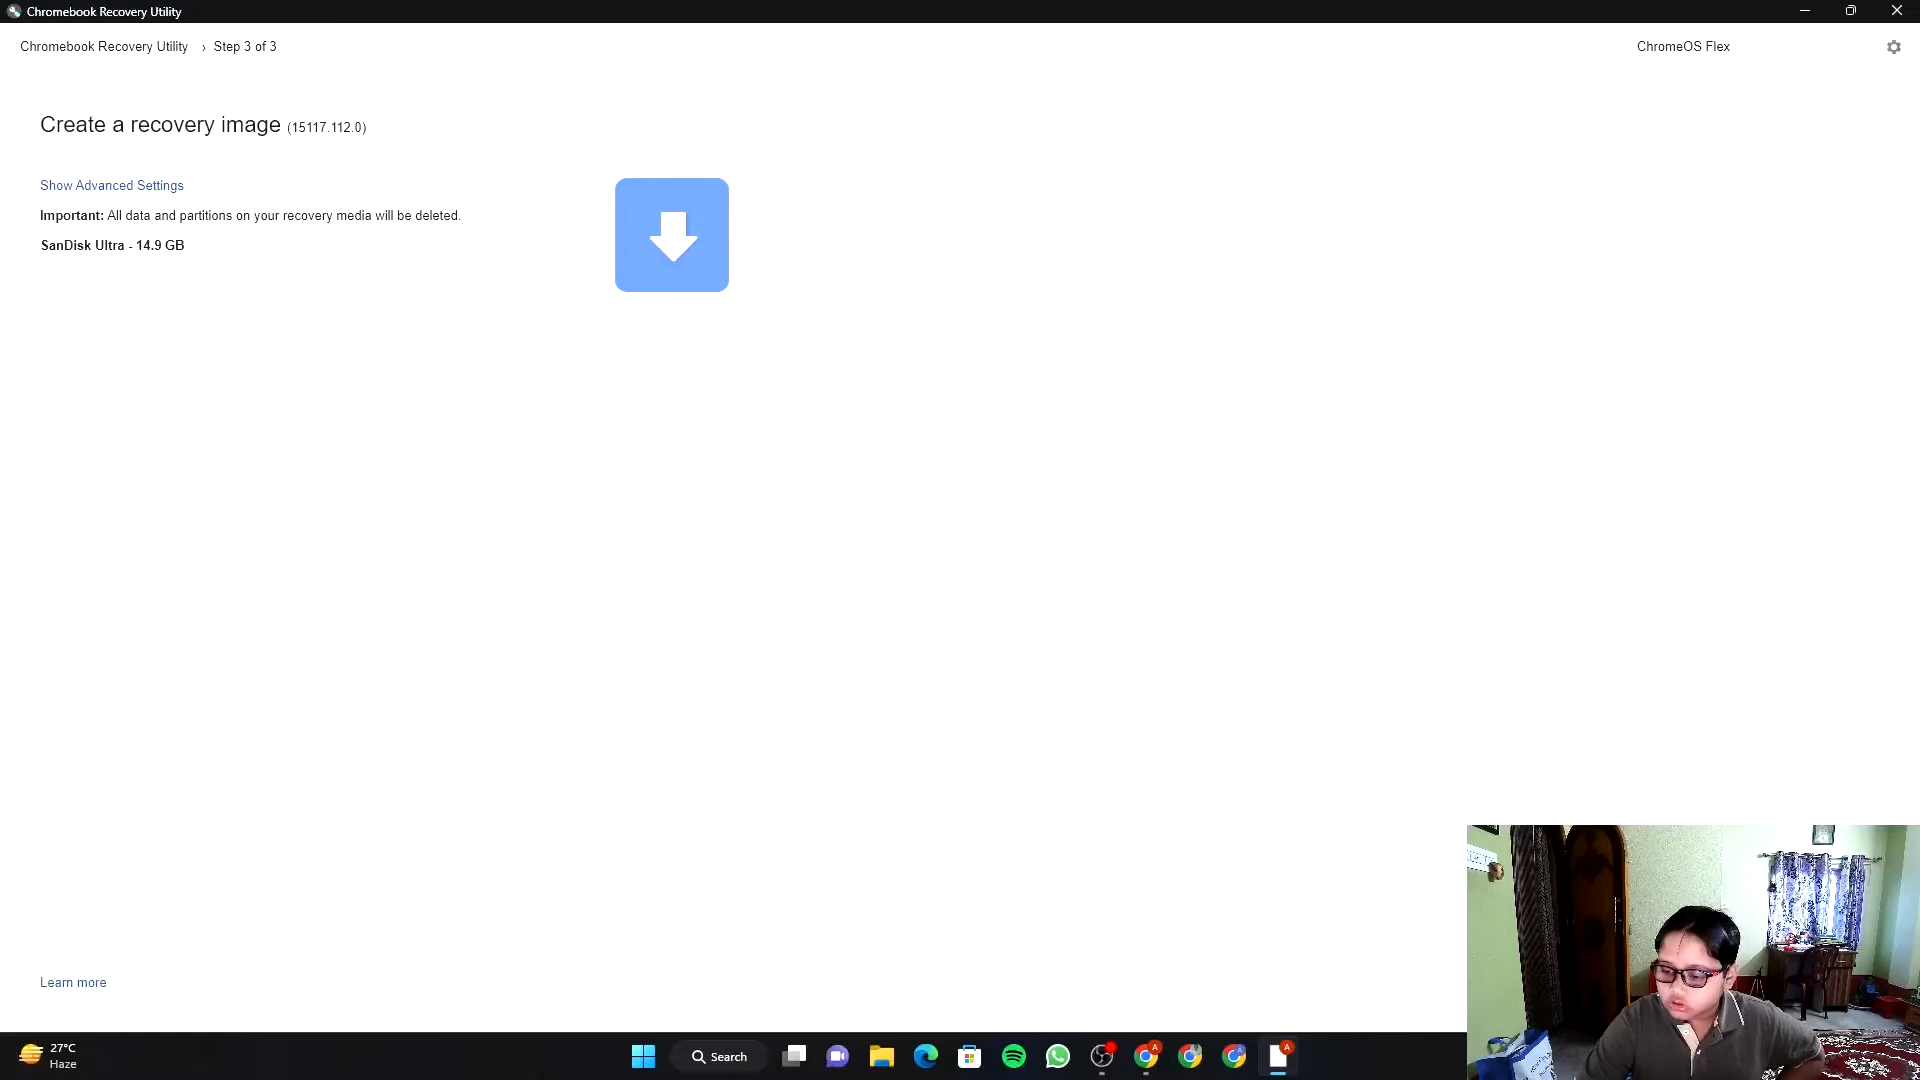 Chromebook Recovery Utility
Chromebook Recovery Utility › Step 3 of 3
ChromeOS Flex
Create a recovery image (15117.112.0)
Show Advanced Settings
Important: All data and partitions on your recovery media will be deleted.
SanDisk Ultra - 14.9 GB
Learn more
27°C
Haze
Search
A
A